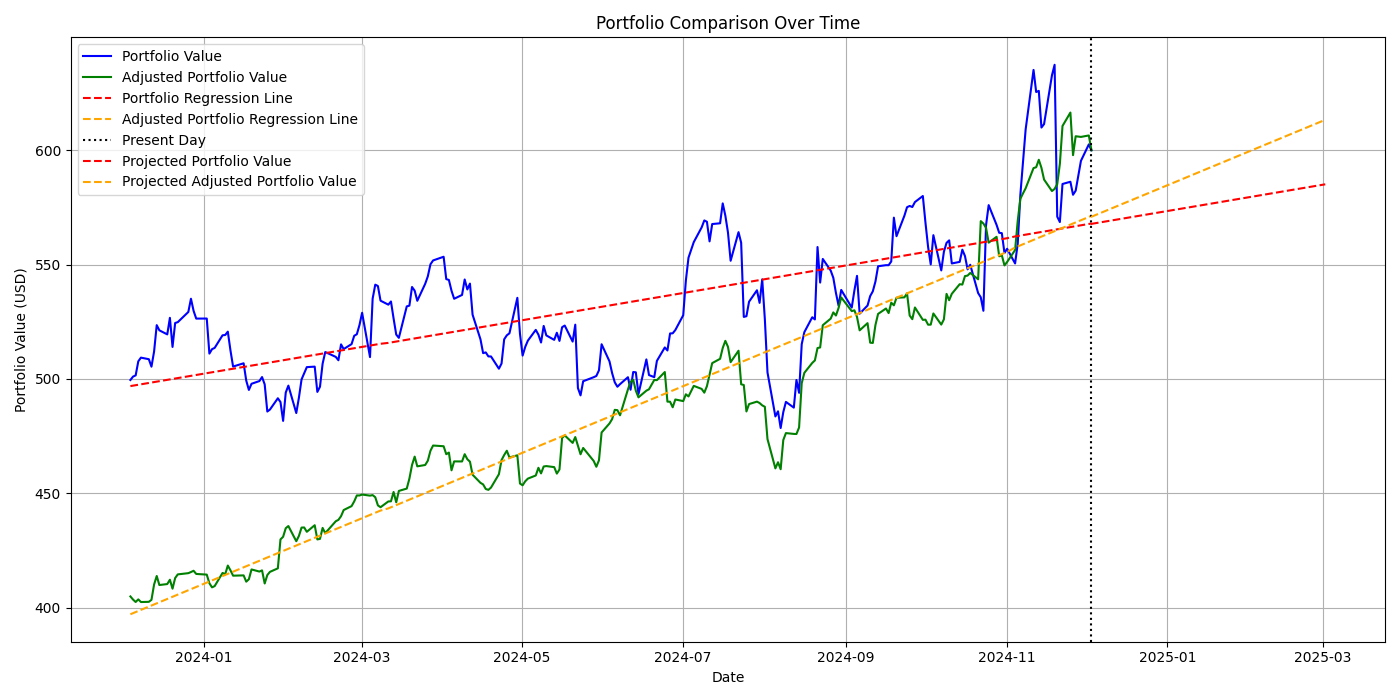 Portfolio Comparison Over Time
Portfolio Value
Adjusted Portfolio Value
Portfolio Regression Line
Adjusted Portfolio Regression Line
Present Day
Projected Portfolio Value
Projected Adjusted Portfolio Value
Portfolio Value (USD)
600
550
500
450
400
2024-01
2024-03
2024-05
2024-07
2024-09
2024-11
2025-01
2025-03
Date